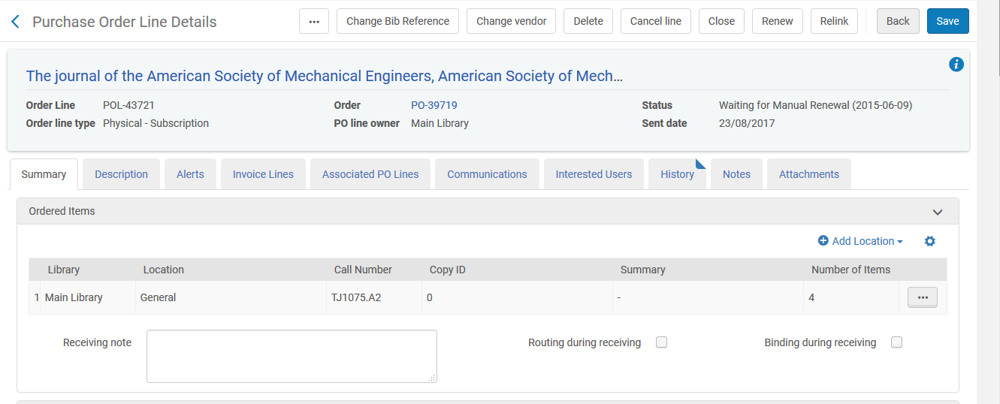 Purchase Order Line Details ... Change Bib Reference Change vendor Delete Cancel line Close Renew Relink Back Save
The journal of the American Society of Mechanical Engineers, American Society of Mech...
Order Line POL-43721 Order PO-39719 Status Waiting for Manual Renewal (2015-06-09)
Order line type Physical - Subscription PO line owner Main Library Sent date 23/08/2017
Summary Description Alerts Invoice Lines Associated PO Lines Communications Interested Users History Notes Attachments
Ordered Items
Add Location
Library Location Call Number Copy ID Summary Number of Items
1 Main Library General TJ1075.A2 0 - 4 ...
Receiving note Routing during receiving Binding during receiving